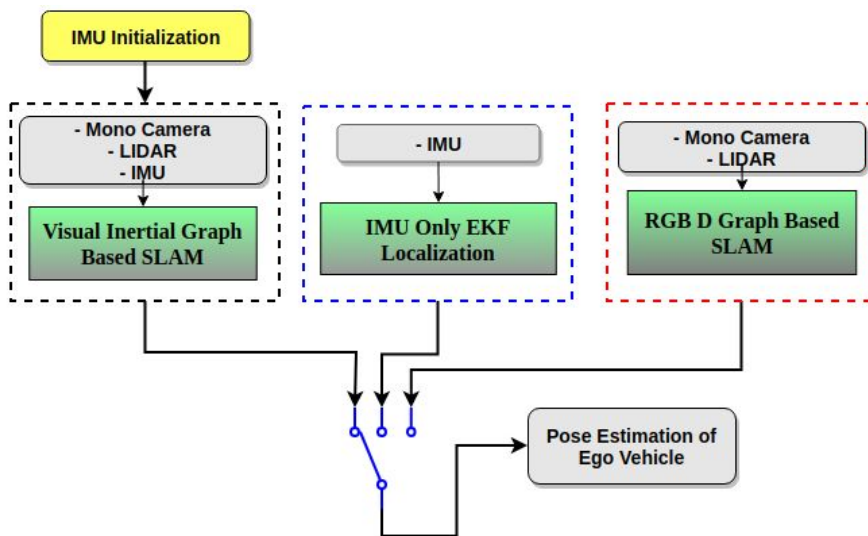 IMU Initialization
- Mono Camera
- LIDAR
- IMU
Visual Inertial Graph
Based SLAM
- IMU
IMU Only EKF
Localization
- Mono Camera
- LIDAR
RGB D Graph Based
SLAM
Pose Estimation of
Ego Vehicle